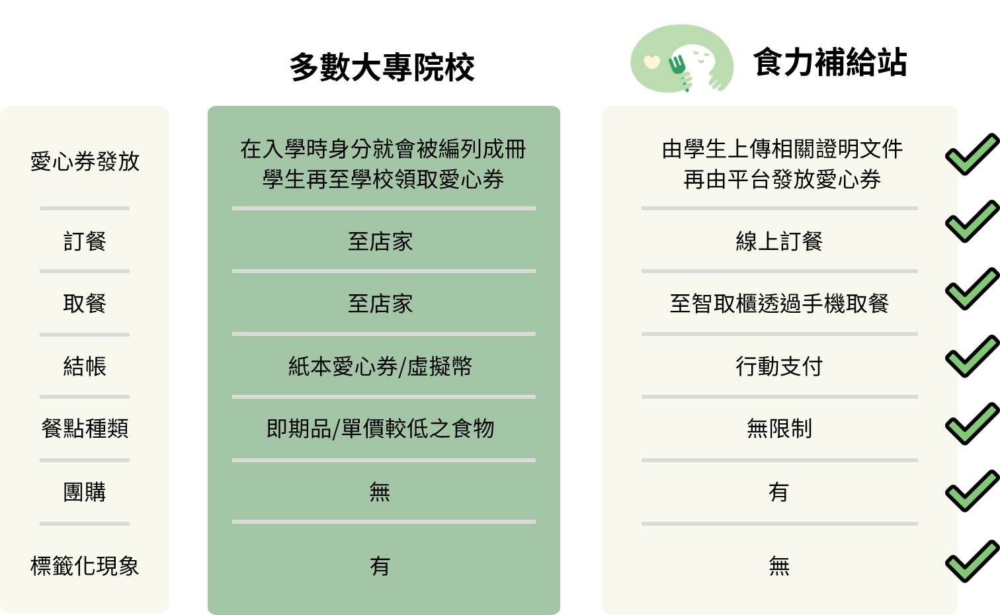 多數大專院校
食力補給站
愛心券發放
在入學時身分就會被編列成冊
學生再至學校領取愛心券
由學生上傳相關證明文件
再由平台發放愛心券
訂餐
至店家
線上訂餐
取餐
至店家
至智取櫃透過手機取餐
結帳
紙本愛心券/虛擬幣
行動支付
餐點種類
即期品/單價較低之食物
無限制
團購
無
有
標籤化現象
有
無